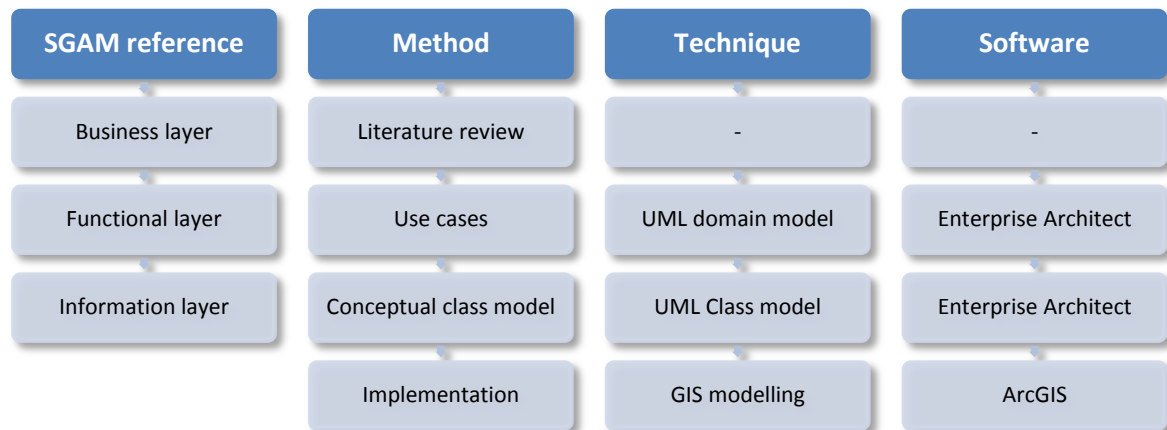 SGAM reference Method Technique Software
Business layer Literature review - -
Functional layer Use cases UML domain model Enterprise Architect
Information layer Conceptual class model UML Class model Enterprise Architect
Implementation GIS modelling ArcGIS